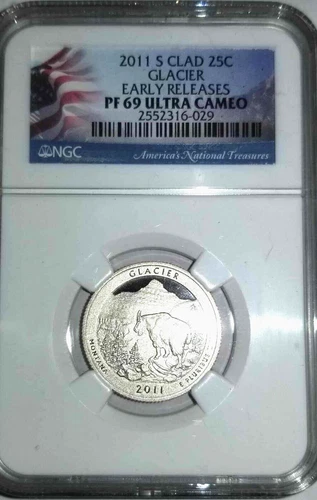 2011 S CLAD 25C
GLACIER
EARLY RELEASES
PF 69 ULTRA CAMEO
2552316-029
NGC
America's National Treasures
GLACIER
MONTANA
2011
E PLURIBUS